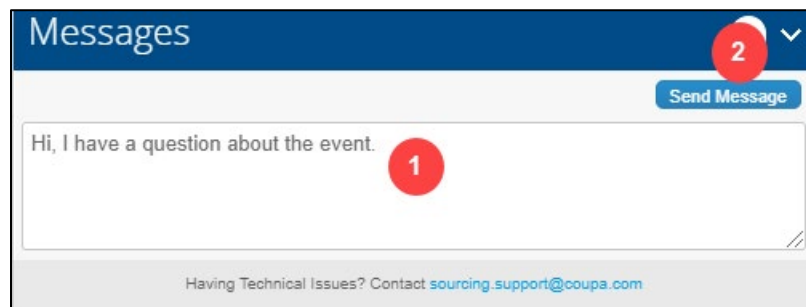 Messages
2
Send Message
Hi, I have a question about the event.
1
Having Technical Issues? Contact sourcing.support@coupa.com